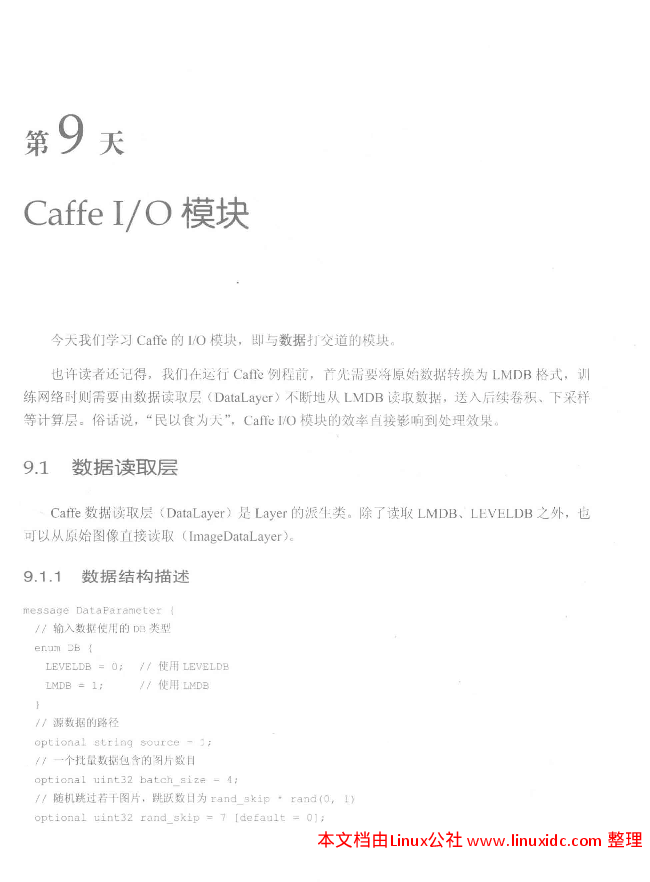 第9天
Caffe I/O 模块
今天我们学习 Caffe 的 I/O 模块，即与数据打交道的模块。
也许读者还记得，我们在运行 Caffe 例程前，首先需要将原始数据转换为 LMDB 格式，训
练网络时则需要由数据读取层（DataLayer）不断地从 LMDB 读取数据，送入后续卷积、下采样
等计算层。俗话说，“民以食为天”，Caffe I/O 模块的效率直接影响到处理效果。
9.1 数据读取层
Caffe 数据读取层（DataLayer）是 Layer 的派生类。除了读取 LMDB、LEVELDB 之外，也
可以从原始图像直接读取（ImageDataLayer）。
9.1.1 数据结构描述
message DataParameter {
// 输入数据使用的 DB 类型
enum DB {
LEVELDB = 0; // 使用 LEVELDB
LMDB = 1; // 使用 LMDB
}
// 源数据的路径
optional string source = 1;
// 一个批量数据包含的图片数目
optional uint32 batch_size = 4;
// 随机跳过若干图片，跳跃数目为 rand_skip * rand(0, 1)
optional uint32 rand_skip = 7 [default = 0];
本文档由Linux公社 www.linuxidc.com 整理